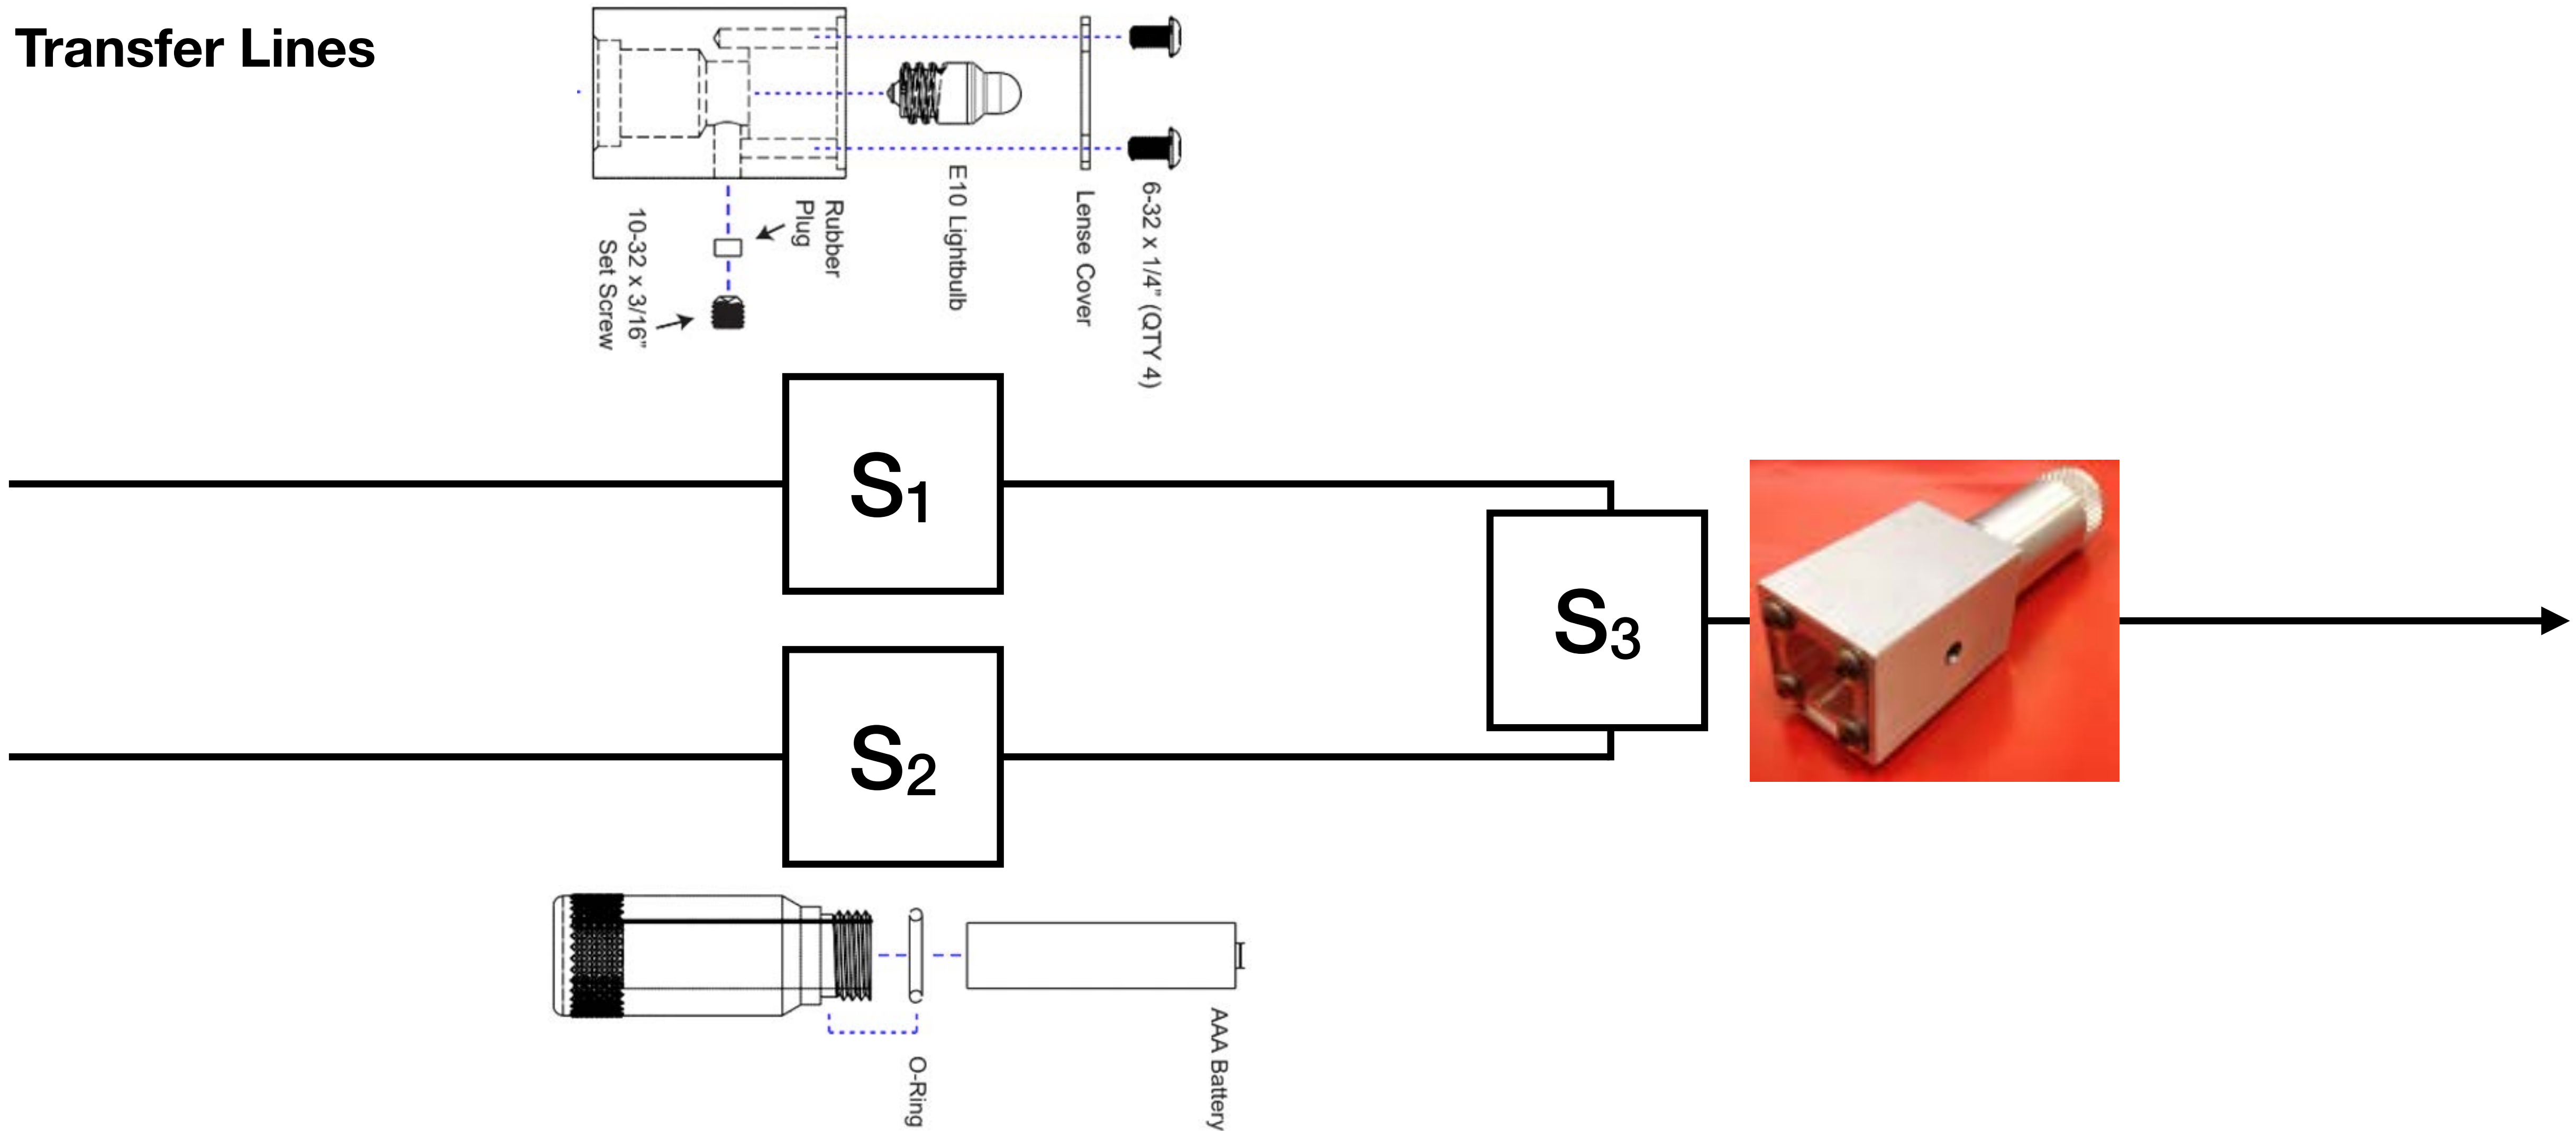 Transfer Lines
6-32 x 1/4" (QTY 4)
Lense Cover
E10 Lightbulb
Rubber
Plug
10-32 x 3/16"
Set Screw
S₁
S₃
S₂
AAA Battery
O-Ring